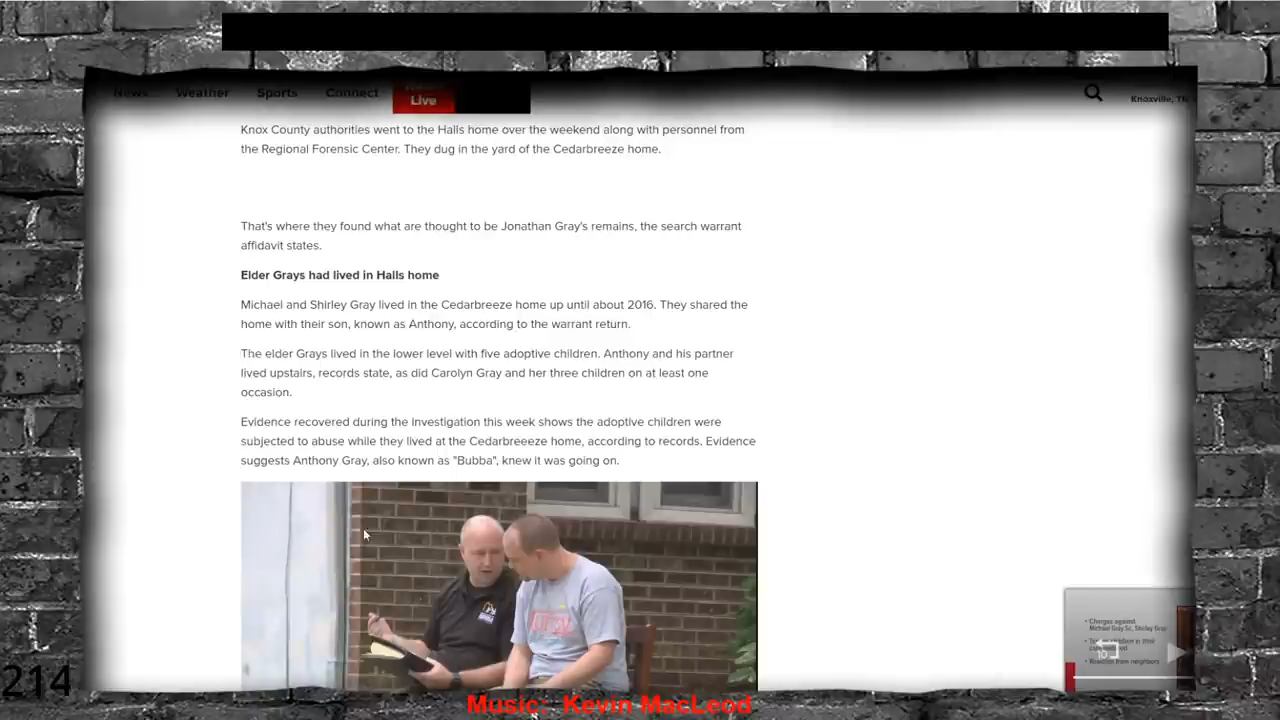 News
Weather
Sports
Connect
Live
Knoxville, TN
Knox County authorities went to the Halls home over the weekend along with personnel from
the Regional Forensic Center. They dug in the yard of the Cedarbreeze home.
That's where they found what are thought to be Jonathan Gray's remains, the search warrant
affidavit states.
Elder Grays had lived in Halls home
Michael and Shirley Gray lived in the Cedarbreeze home up until about 2016. They shared the
home with their son, known as Anthony, according to the warrant return.
The elder Grays lived in the lower level with five adoptive children. Anthony and his partner
lived upstairs, records state, as did Carolyn Gray and her three children on at least one
occasion.
Evidence recovered during the investigation this week shows the adoptive children were
subjected to abuse while they lived at the Cedarbreeeze home, according to records. Evidence
suggests Anthony Gray, also known as "Bubba", knew it was going on.
• Charges against
Michael Gray Sr., Shirley Gray
children in their
• Reaction from neighbors
214
Music: Kevin MacLeod